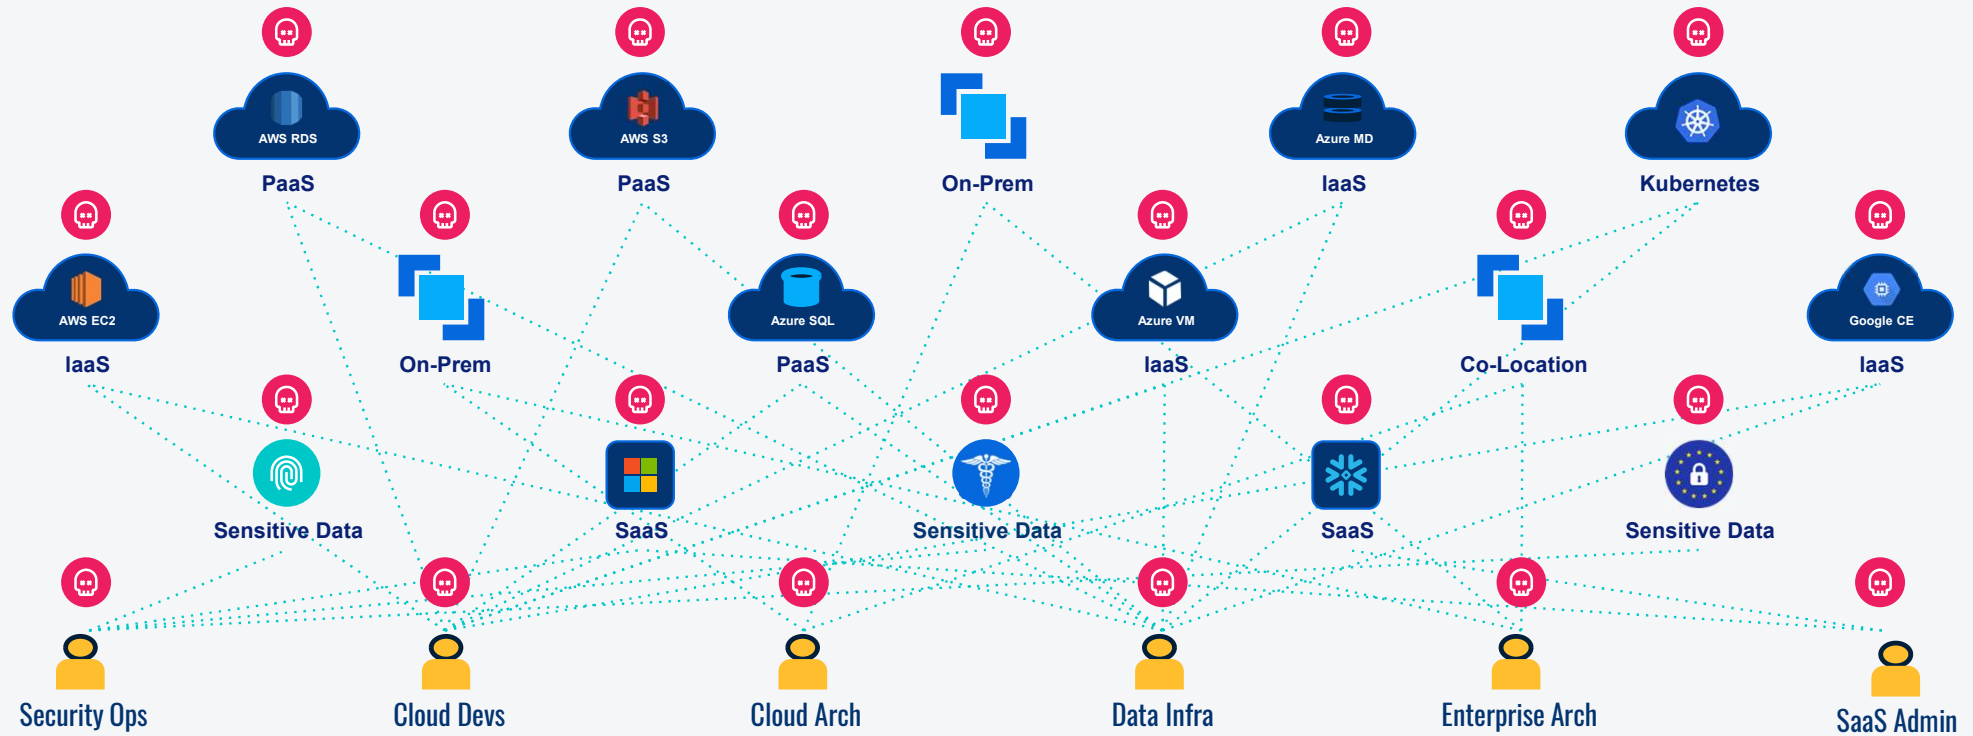 AWS RDS
AWS S3
Azure MD
PaaS
PaaS
On-Prem
IaaS
Kubernetes
AWS EC2
Azure SQL
Azure VM
Google CE
IaaS
On-Prem
PaaS
IaaS
Co-Location
IaaS
Sensitive Data
SaaS
Sensitive Data
SaaS
Sensitive Data
Security Ops
Cloud Devs
Cloud Arch
Data Infra
Enterprise Arch
SaaS Admin